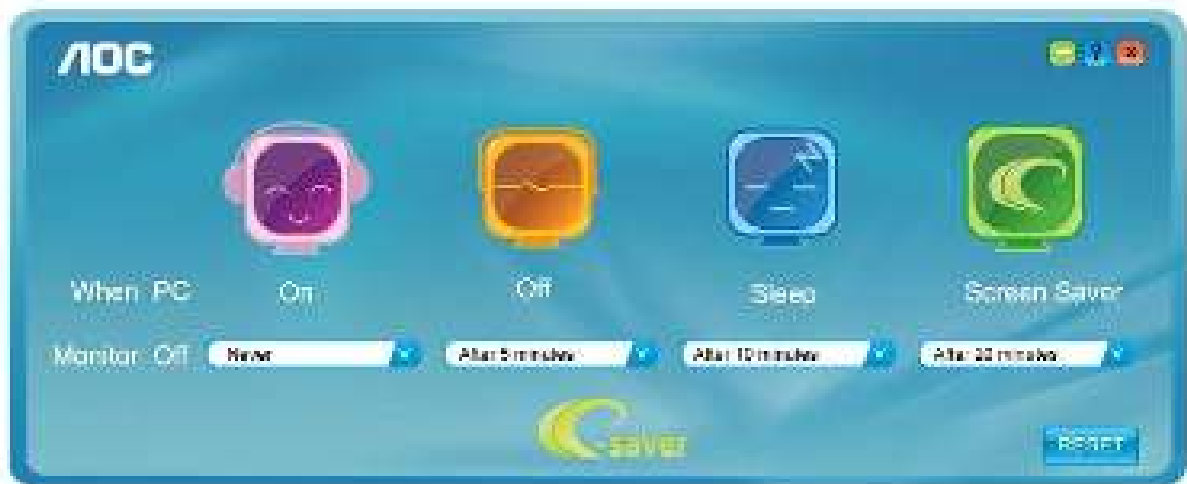 AOC
?
When PC On Off Sleep Screen Saver
Monitor Off Never After 5 minutes After 10 minutes After 20 minutes
e-saver
RESET